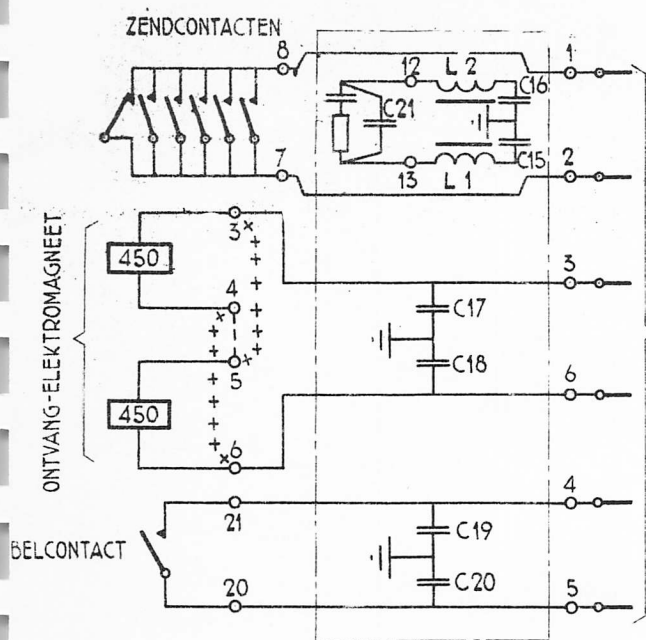 ZENDCONTACTEN
8
12
L 2
1
C16
C21
C15
7
13
L 1
2
ONTVANG-ELEKTROMAGNEET
450
3
3
4
C17
5
C18
450
6
6
21
4
C19
BELCONTACT
C20
20
5